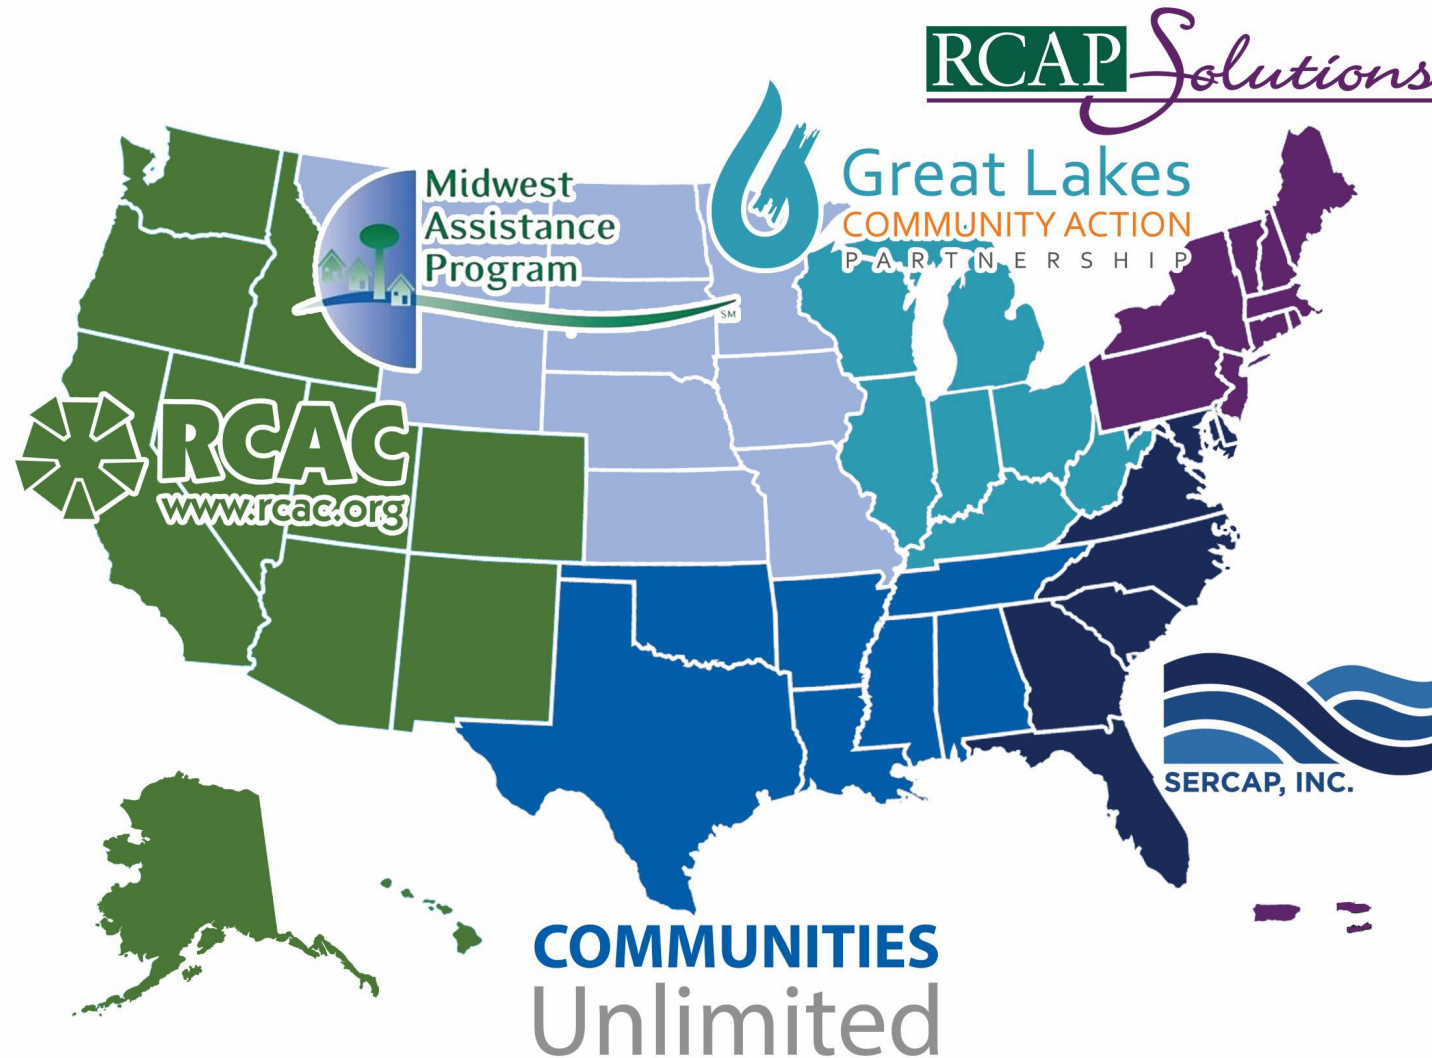 RCAP Solutions
Great Lakes
COMMUNITY ACTION
PARTNERSHIP
Midwest
Assistance
Program
SM
RCAC
www.rcac.org
SERCAP, INC.
COMMUNITIES
Unlimited